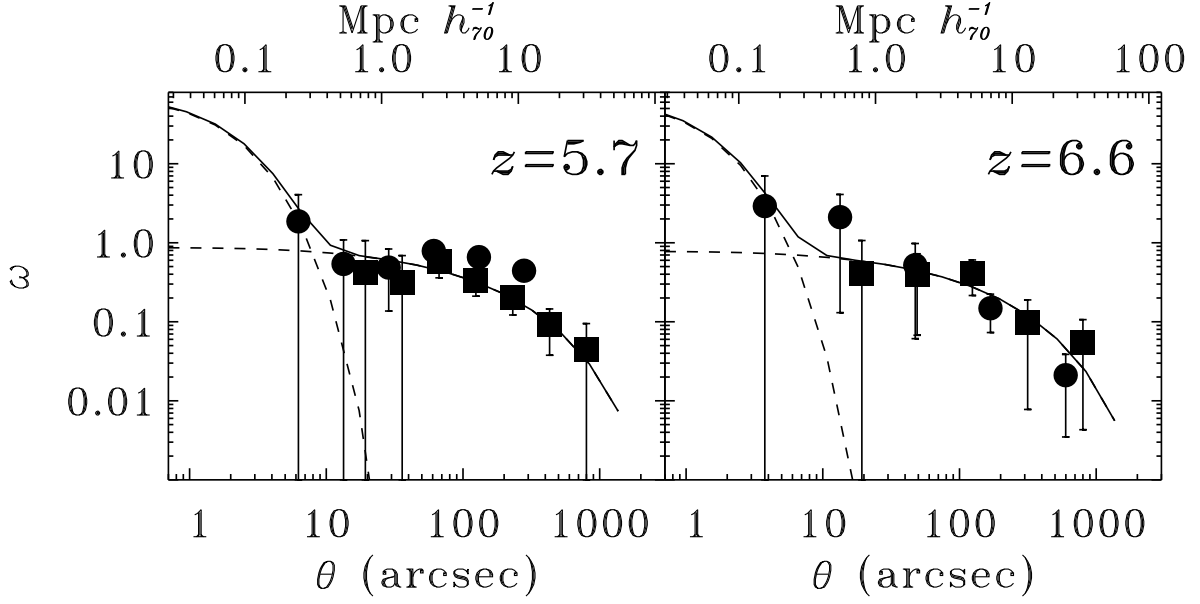 Mpc h₇₀⁻¹ Mpc h₇₀⁻¹
0.1 1.0 10 0.1 1.0 10 100
z=5.7 z=6.6
10
1.0
ω
0.1
0.01
1 10 100 1000 1 10 100 1000
θ (arcsec) θ (arcsec)